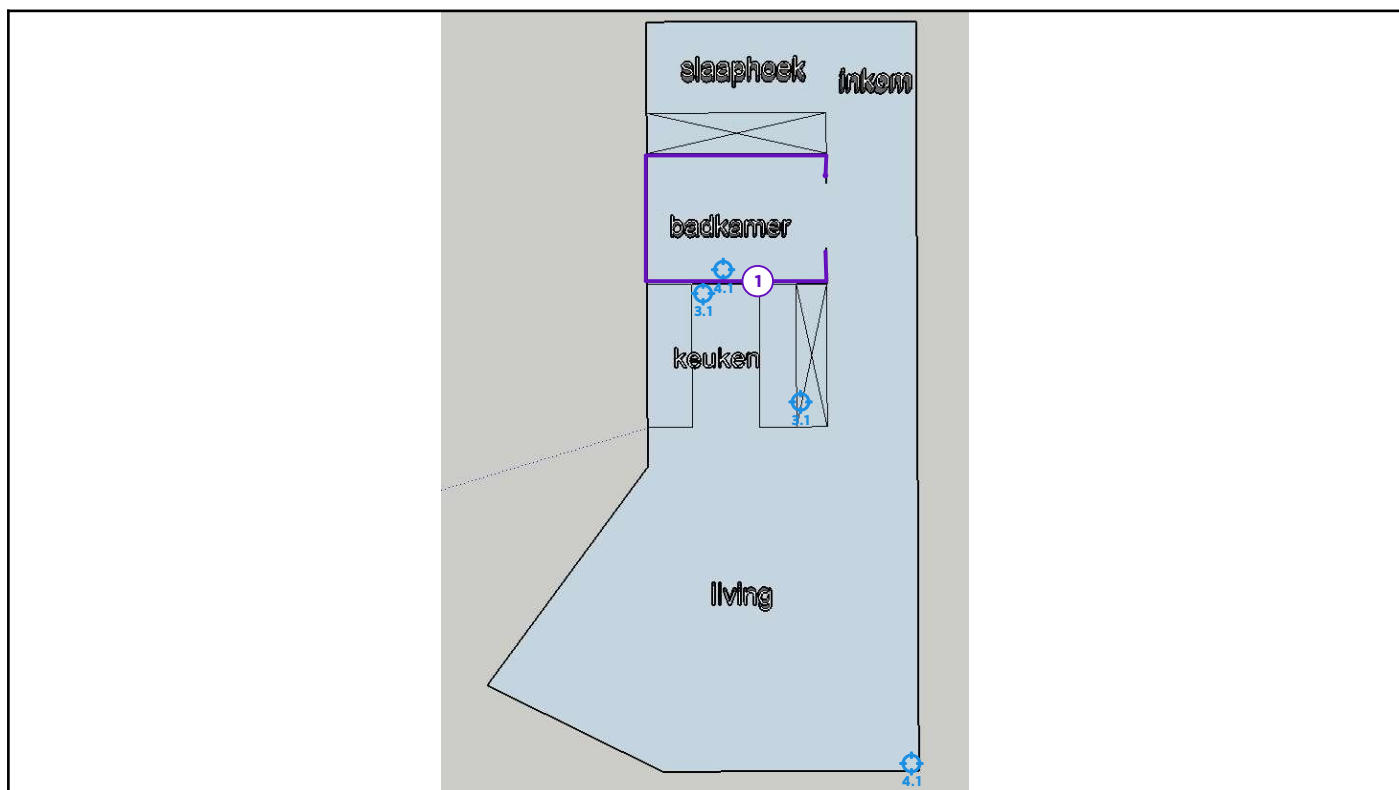 slaaphoek
inkom
badkamer
1
4.1
3.1
keuken
3.1
living
4.1